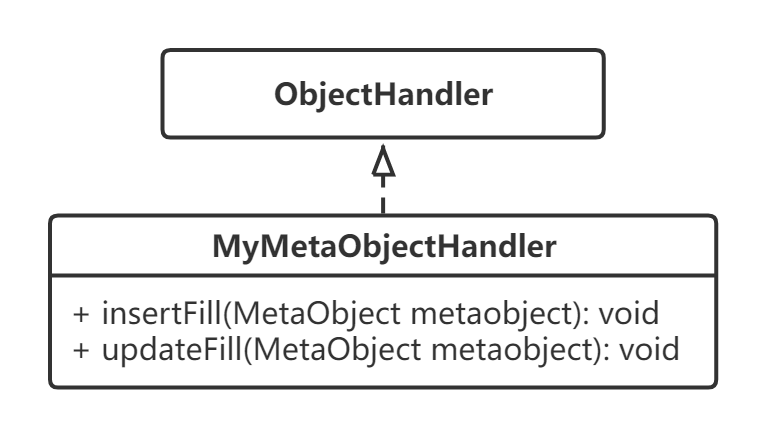 ObjectHandler
MyMetaObjectHandler
+ insertFill(MetaObject metaobject): void
+ updateFill(MetaObject metaobject): void